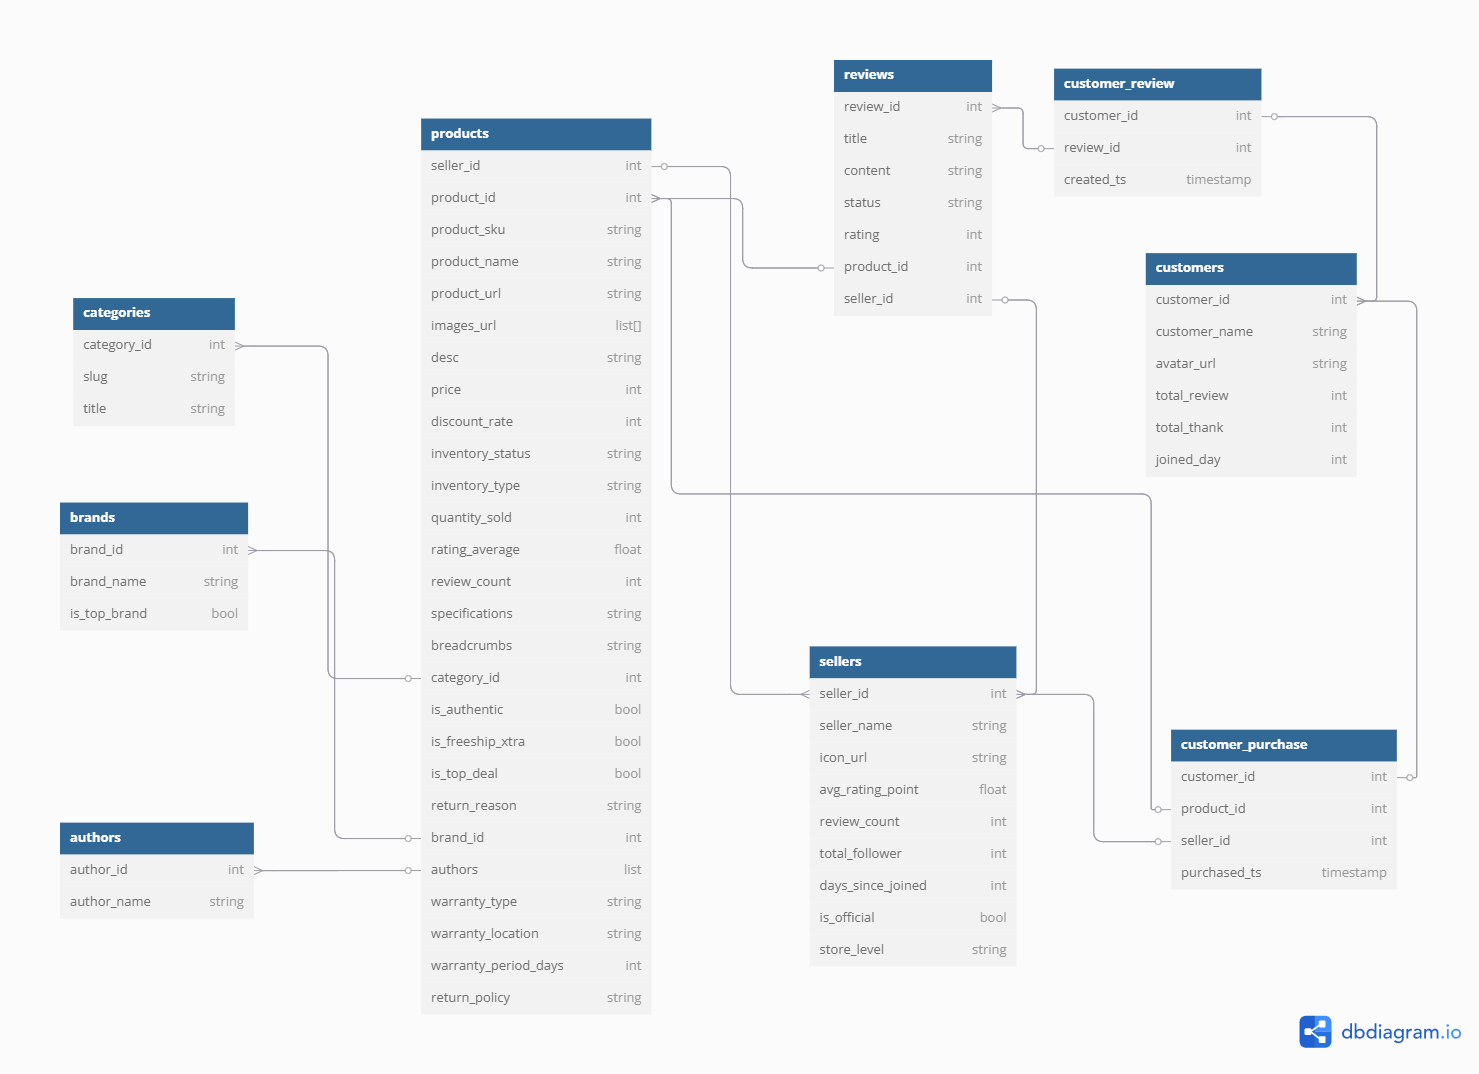 reviews
review_id int
title string
content string
status string
rating int
product_id int
seller_id int
customer_review
customer_id int
review_id int
created_ts timestamp
products
seller_id int
product_id int
product_sku string
product_name string
product_url string
images_url list[]
desc string
price int
discount_rate int
inventory_status string
inventory_type string
quantity_sold int
rating_average float
review_count int
specifications string
breadcrumbs string
category_id int
is_authentic bool
is_freeship_xtra bool
is_top_deal bool
return_reason string
brand_id int
authors list
warranty_type string
warranty_location string
warranty_period_days int
return_policy string
customers
customer_id int
customer_name string
avatar_url string
total_review int
total_thank int
joined_day int
categories
category_id int
slug string
title string
brands
brand_id int
brand_name string
is_top_brand bool
sellers
seller_id int
seller_name string
icon_url string
avg_rating_point float
review_count int
total_follower int
days_since_joined int
is_official bool
store_level string
customer_purchase
customer_id int
product_id int
seller_id int
purchased_ts timestamp
authors
author_id int
author_name string
dbdiagram.io